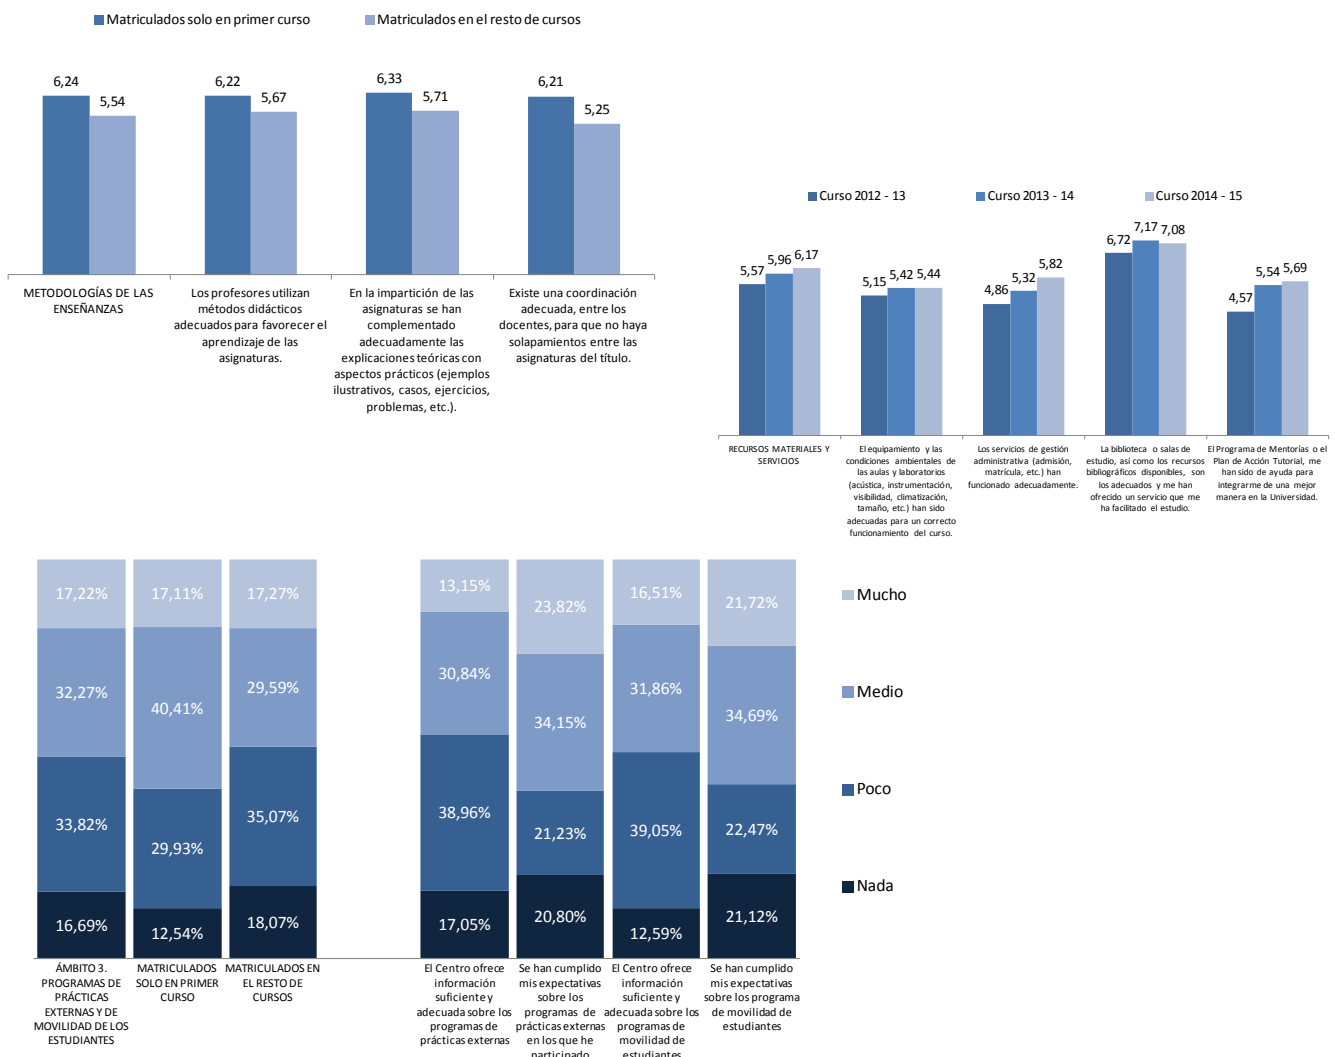 Matriculados solo en primer curso
Matriculados en el resto de cursos
6,24
5,54
6,22
5,67
6,33
5,71
6,21
5,25
METODOLOGÍAS DE LAS
ENSEÑANZAS
Los profesores utilizan
métodos didácticos
adecuados para favorecer el
aprendizaje de las
asignaturas.
En la impartición de las
asignaturas se han
complementado
adecuadamente las
explicaciones teóricas con
aspectos prácticos (ejemplos
ilustrativos, casos, ejercicios,
problemas, etc.).
Existe una coordinación
adecuada, entre los
docentes, para que no haya
solapamientos entre las
asignaturas del título.
Curso 2012 - 13
Curso 2013 - 14
Curso 2014 - 15
5,57
5,96
6,17
5,15
5,42
5,44
4,86
5,32
5,82
6,72
7,17
7,08
4,57
5,54
5,69
RECURSOS MATERIALES Y
SERVICIOS
El equipamiento y las
condiciones ambientales de
las aulas y laboratorios
(acústica, instrumentación,
visibilidad, climatización,
tamaño, etc.) han sido
adecuadas para un correcto
funcionamiento del curso.
Los servicios de gestión
administrativa (admisión,
matrícula, etc.) han
funcionado adecuadamente.
La biblioteca o salas de
estudio, así como los recursos
bibliográficos disponibles, son
los adecuados y me han
ofrecido un servicio que me
ha facilitado el estudio.
El Programa de Mentorías o el
Plan de Acción Tutorial, me
han sido de ayuda para
integrarme de una mejor
manera en la Universidad.
17,22%
32,27%
33,82%
16,69%
17,11%
40,41%
29,93%
12,54%
17,27%
29,59%
35,07%
18,07%
13,15%
30,84%
38,96%
17,05%
23,82%
34,15%
21,23%
20,80%
16,51%
31,86%
39,05%
12,59%
21,72%
34,69%
22,47%
21,12%
Mucho
Medio
Poco
Nada
ÁMBITO 3.
PROGRAMAS DE
PRÁCTICAS
EXTERNAS Y DE
MOVILIDAD DE LOS
ESTUDIANTES
MATRICULADOS
SOLO EN PRIMER
CURSO
MATRICULADOS EN
EL RESTO DE
CURSOS
El Centro ofrece
información
suficiente y
adecuada sobre los
programas de
prácticas externas
Se han cumplido
mis expectativas
sobre los
programas de
prácticas externas
en los que he
participado
El Centro ofrece
información
suficiente y
adecuada sobre los
programas de
movilidad de
estudiantes
Se han cumplido
mis expectativas
sobre los programa
de movilidad de
estudiantes